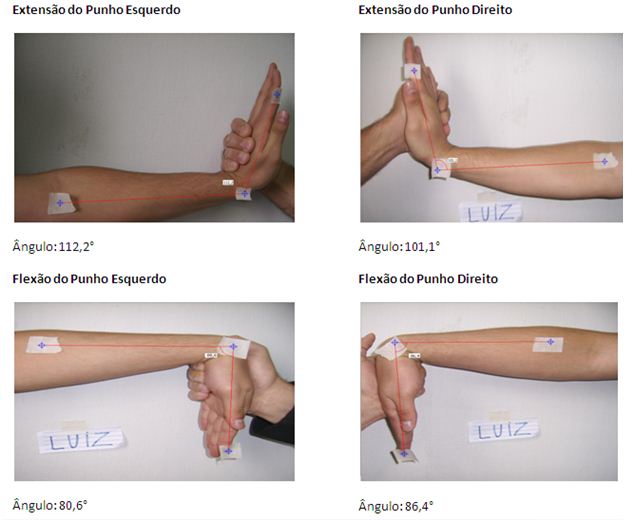 Extensão do Punho Esquerdo
Extensão do Punho Direito
LUIZ
Ângulo: 112,2°
Ângulo: 101,1°
Flexão do Punho Esquerdo
Flexão do Punho Direito
LUIZ
LUIZ
Ângulo: 80,6°
Ângulo: 86,4°